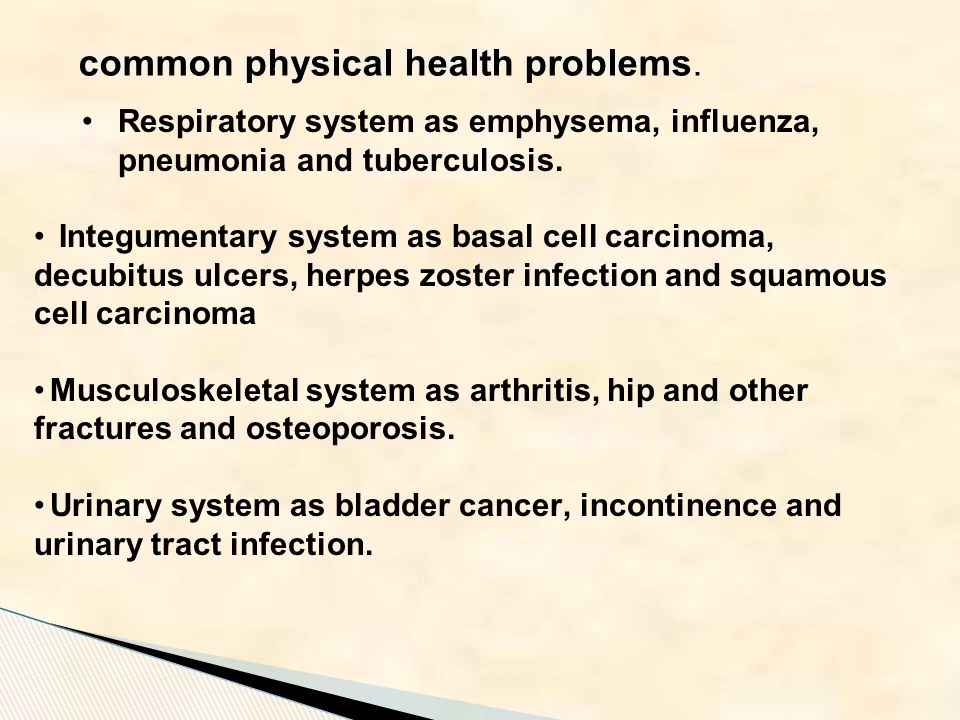 common physical health problems.
• Respiratory system as emphysema, influenza,
pneumonia and tuberculosis.
• Integumentary system as basal cell carcinoma,
decubitus ulcers, herpes zoster infection and squamous
cell carcinoma
• Musculoskeletal system as arthritis, hip and other
fractures and osteoporosis.
• Urinary system as bladder cancer, incontinence and
urinary tract infection.